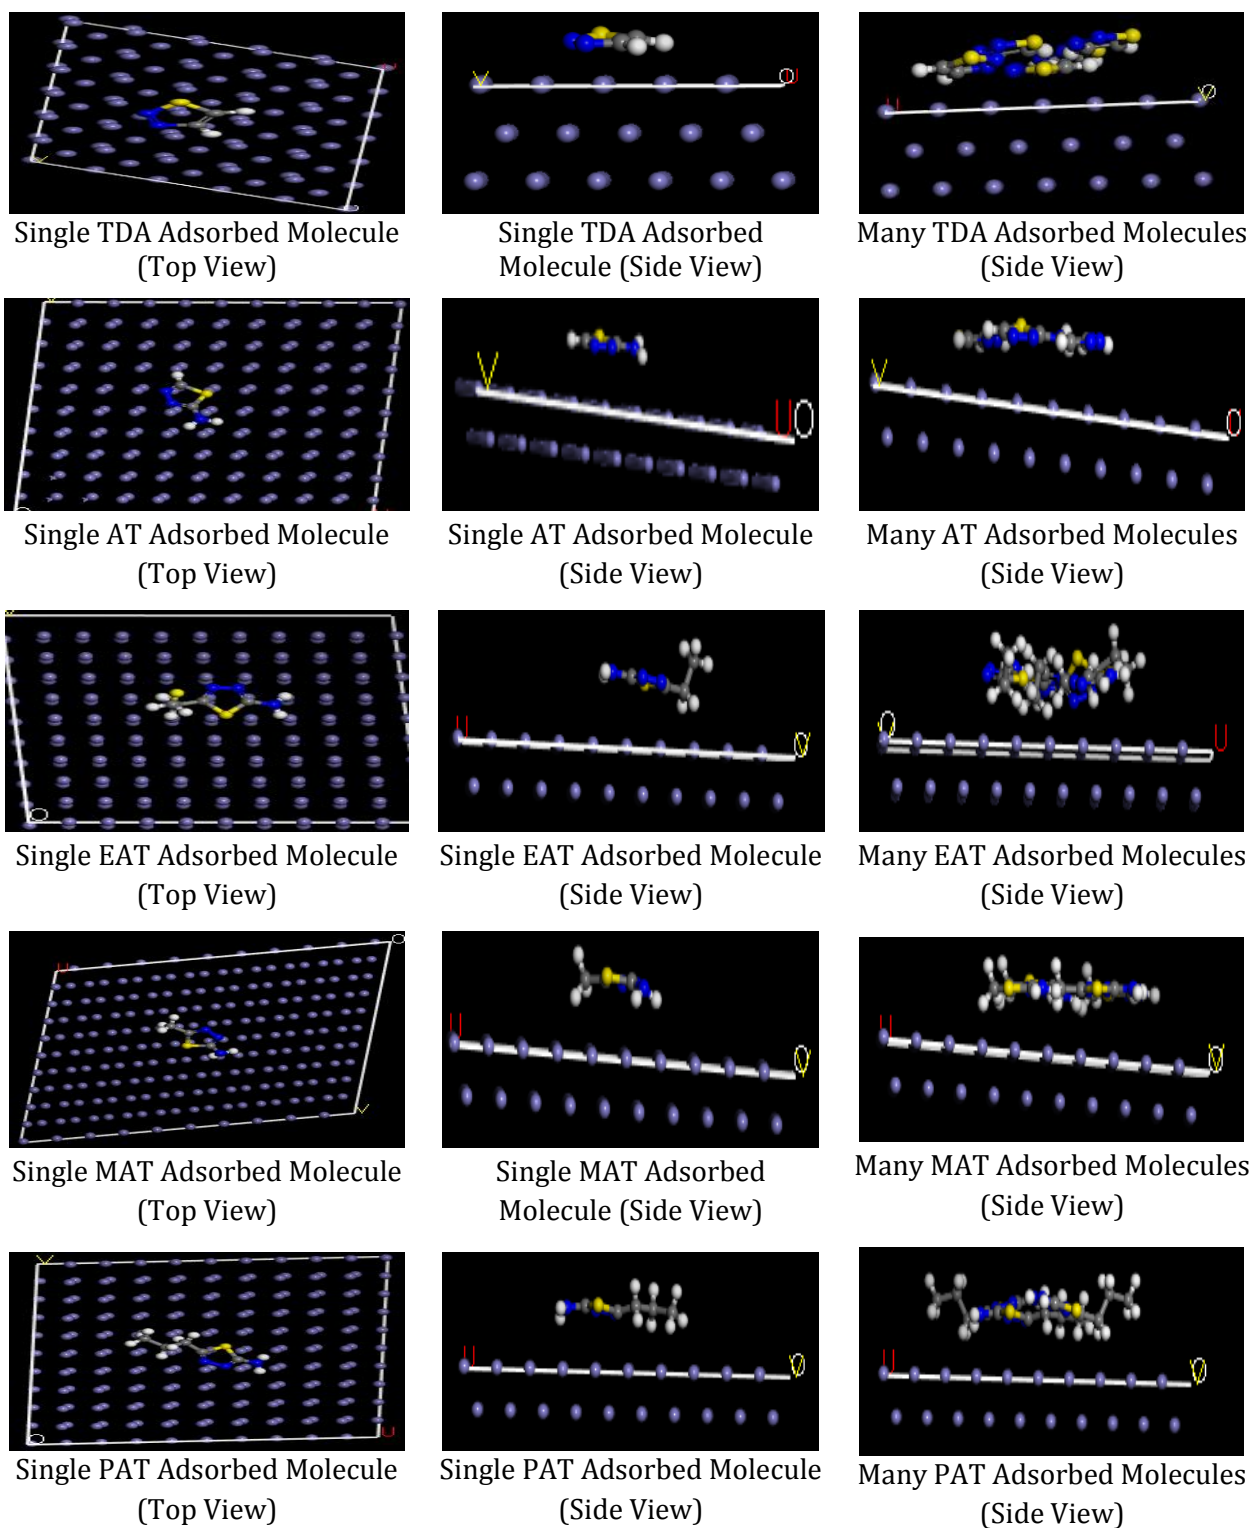 U
V
O
V
U
O
U
V
O
Single TDA Adsorbed Molecule
(Top View)
Single TDA Adsorbed
Molecule (Side View)
Many TDA Adsorbed Molecules
(Side View)
V
O
U
V
U
O
V
U
O
Single AT Adsorbed Molecule
(Top View)
Single AT Adsorbed Molecule
(Side View)
Many AT Adsorbed Molecules
(Side View)
V
O
U
V
O
V
O
U
Single EAT Adsorbed Molecule
(Top View)
Single EAT Adsorbed Molecule
(Side View)
Many EAT Adsorbed Molecules
(Side View)
U
O
V
U
V
O
U
V
O
Single MAT Adsorbed Molecule
(Top View)
Single MAT Adsorbed
Molecule (Side View)
Many MAT Adsorbed Molecules
(Side View)
V
O
U
U
V
O
U
V
O
Single PAT Adsorbed Molecule
(Top View)
Single PAT Adsorbed Molecule
(Side View)
Many PAT Adsorbed Molecules
(Side View)